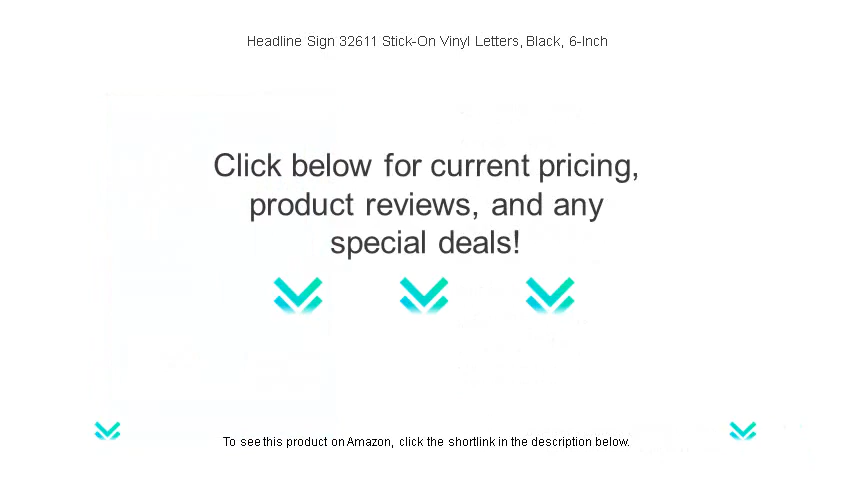 Headline Sign 32611 Stick-On Vinyl Letters, Black, 6-Inch
Click below for current pricing,
product reviews, and any
special deals!
To see this product on Amazon, click the shortlink in the description below.